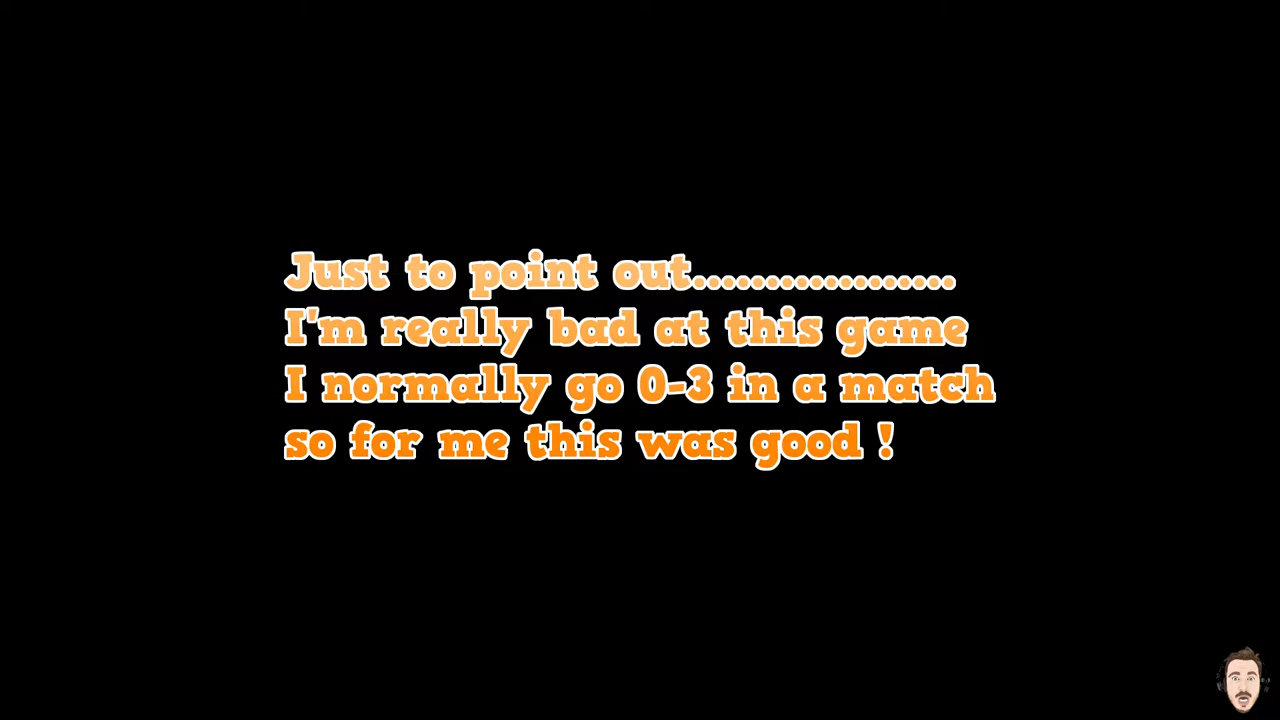 Just to point out..................
I'm really bad at this game
I normally go 0-3 in a match
so for me this was good !